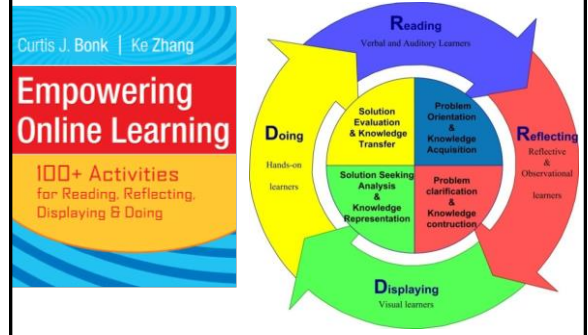 Curtis J. Bonk | Ke Zhang
Empowering
Online Learning
100+ Activities
for Reading, Reflecting,
Displaying & Doing
Reading
Verbal and Auditory Learners
Reflecting
Reflective
&
Observational
learners
Displaying
Visual learners
Doing
Hands-on
learners
Solution
Evaluation
& Knowledge
Transfer
Problem
Orientation
&
Knowledge
Acquisition
Solution Seeking
Analysis
&
Knowledge
Representation
Problem
clarification
&
Knowledge
contruction